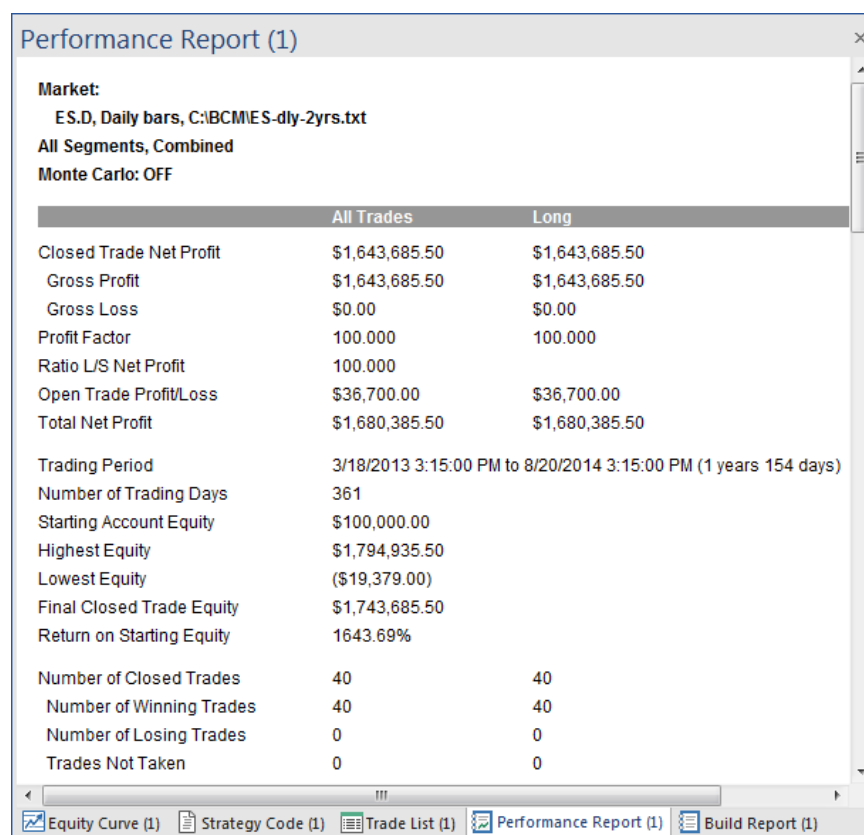 Performance Report (1)
Market:
ES.D, Daily bars, C:\BCM\ES-dly-2yrs.txt
All Segments, Combined
Monte Carlo: OFF
All Trades Long
Closed Trade Net Profit $1,643,685.50 $1,643,685.50
Gross Profit $1,643,685.50 $1,643,685.50
Gross Loss $0.00 $0.00
Profit Factor 100.000 100.000
Ratio L/S Net Profit 100.000
Open Trade Profit/Loss $36,700.00 $36,700.00
Total Net Profit $1,680,385.50 $1,680,385.50
Trading Period 3/18/2013 3:15:00 PM to 8/20/2014 3:15:00 PM (1 years 154 days)
Number of Trading Days 361
Starting Account Equity $100,000.00
Highest Equity $1,794,935.50
Lowest Equity ($19,379.00)
Final Closed Trade Equity $1,743,685.50
Return on Starting Equity 1643.69%
Number of Closed Trades 40 40
Number of Winning Trades 40 40
Number of Losing Trades 0 0
Trades Not Taken 0 0
Equity Curve (1) Strategy Code (1) Trade List (1) Performance Report (1) Build Report (1)